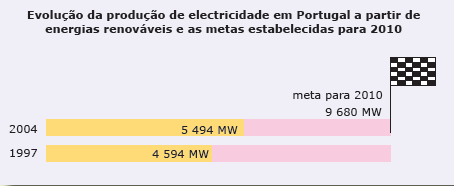 Evolução da produção de electricidade em Portugal a partir de
energias renováveis e as metas estabelecidas para 2010
meta para 2010
9 680 MW
2004 5 494 MW
1997 4 594 MW